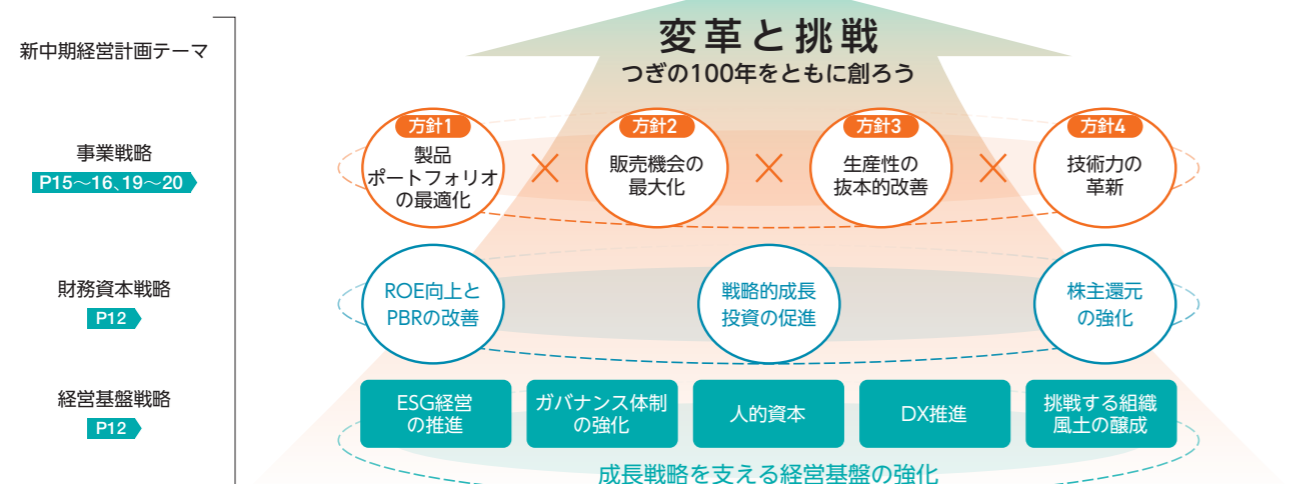 新中期経営計画テーマ
変革と挑戦
つぎの100年をともに創ろう
事業戦略
P15～16、19～20
方針1
製品
ポートフォリオ
の最適化
×
方針2
販売機会の
最大化
×
方針3
生産性の
抜本的改善
×
方針4
技術力の
革新
財務資本戦略
P12
ROE向上と
PBRの改善
戦略的成長
投資の促進
株主還元
の強化
経営基盤戦略
P12
ESG経営
の推進
ガバナンス体制
の強化
人的資本
DX推進
挑戦する組織
風土の醸成
成長戦略を支える経営基盤の強化